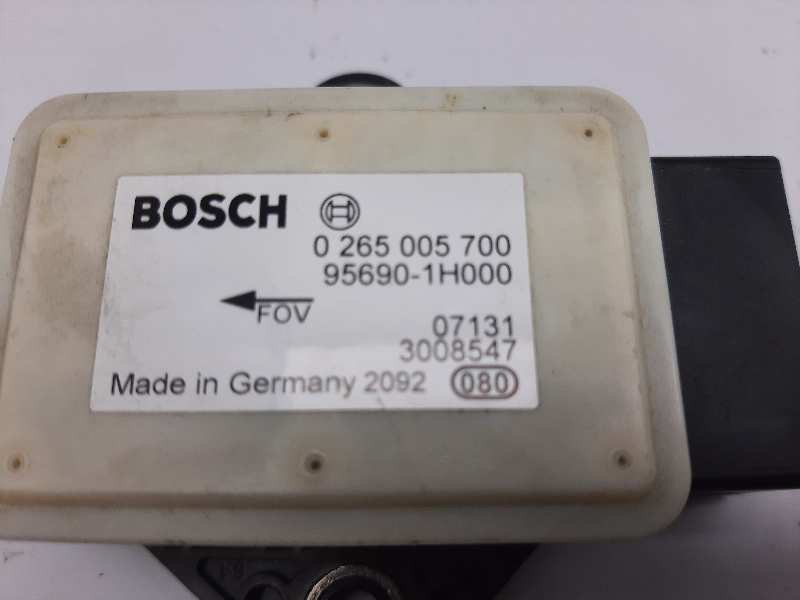 BOSCH
0 265 005 700
95690-1H000
FOV
07131
3008547
Made in Germany 2092 080